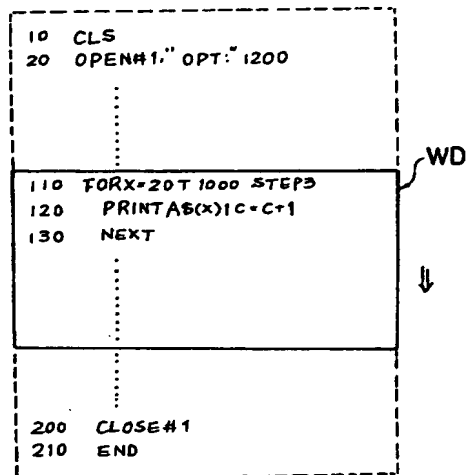 10 CLS
20 OPEN#1,"OPT:"1200
WD
110 FORX=20T 1000 STEP3
120 PRINTA$(X):C=C+1
130 NEXT
200 CLOSE#1
210 END